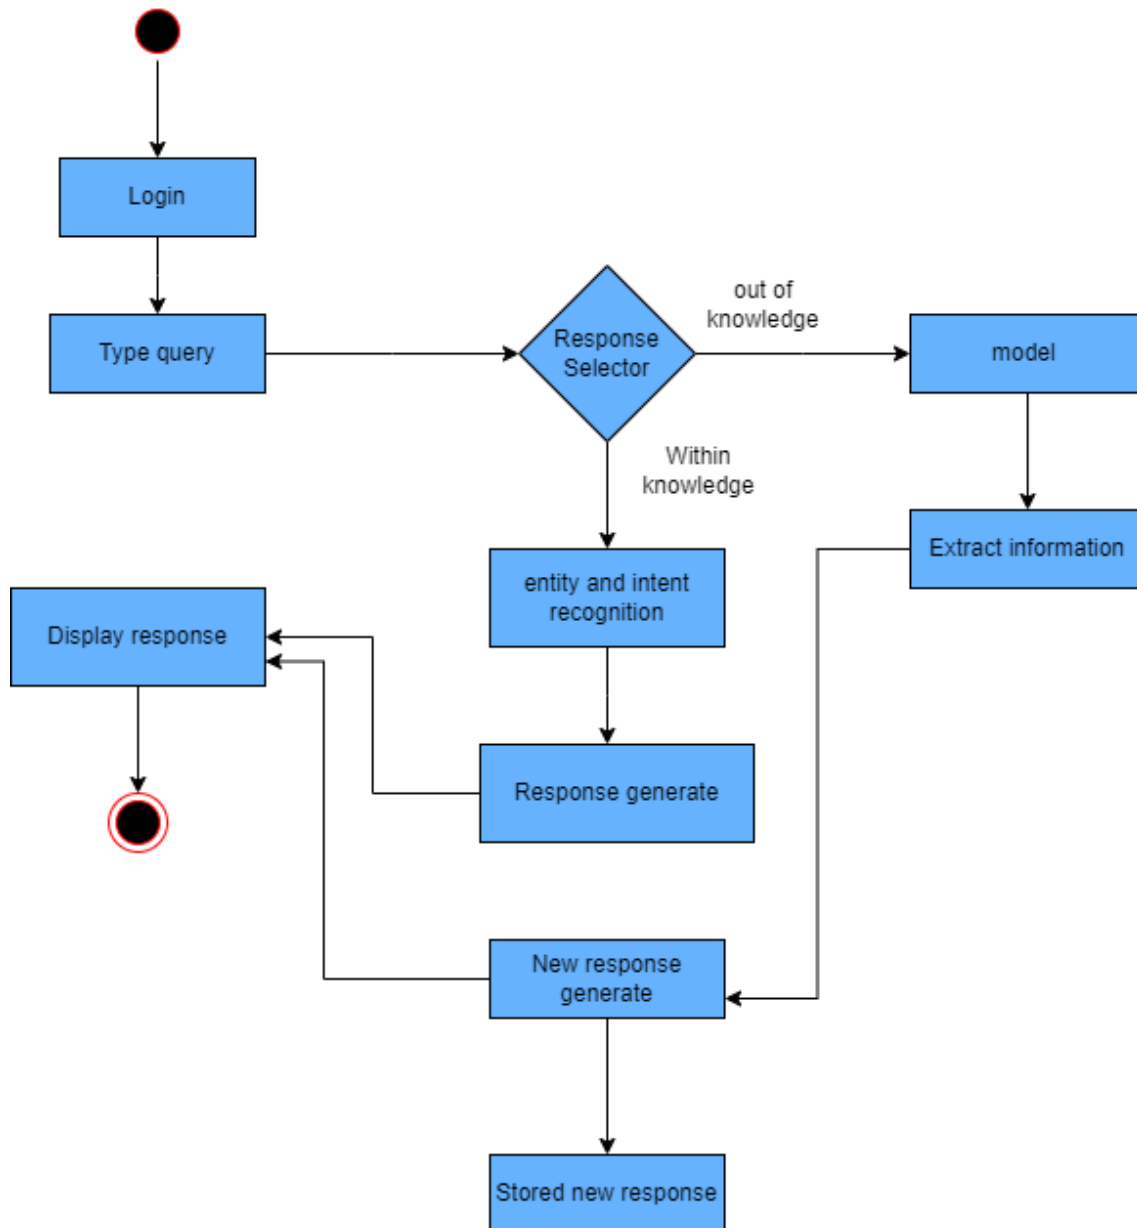 Login
Type query
Response
Selector
out of
knowledge
model
Within
knowledge
Extract information
entity and intent
recognition
Display response
Response generate
New response
generate
Stored new response